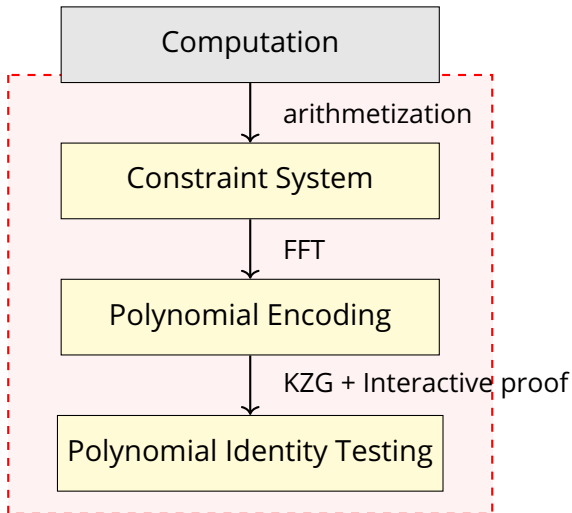 Computation
arithmetization
Constraint System
FFT
Polynomial Encoding
KZG + Interactive proof
Polynomial Identity Testing